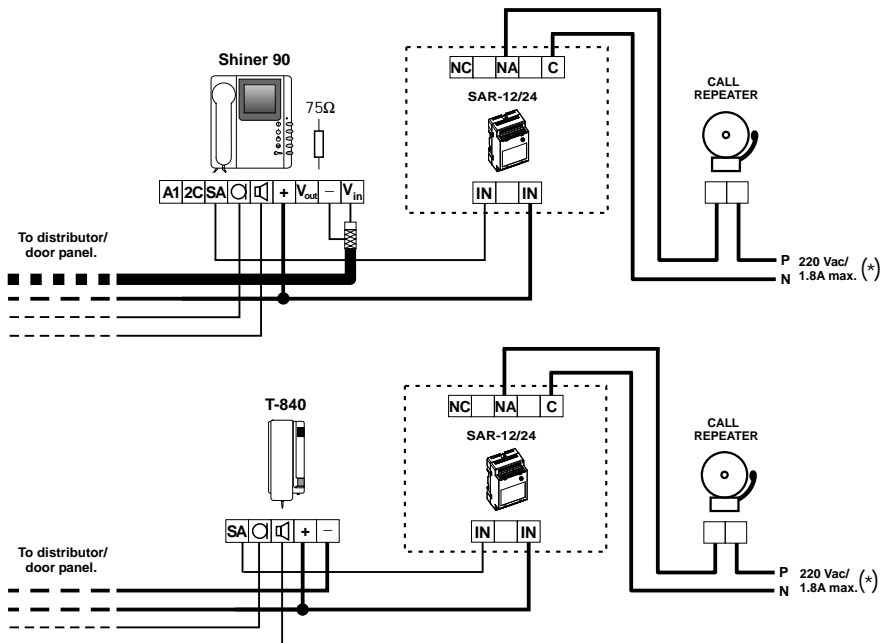 Shiner 90
75Ω
A1 2C SA + Vout – Vin
To distributor/
door panel.
NC NA C
SAR-12/24
IN IN
CALL
REPEATER
P 220 Vac/
N 1.8A max. (*)
T-840
SA + –
To distributor/
door panel.
NC NA C
SAR-12/24
IN IN
CALL
REPEATER
P 220 Vac/
N 1.8A max. (*)